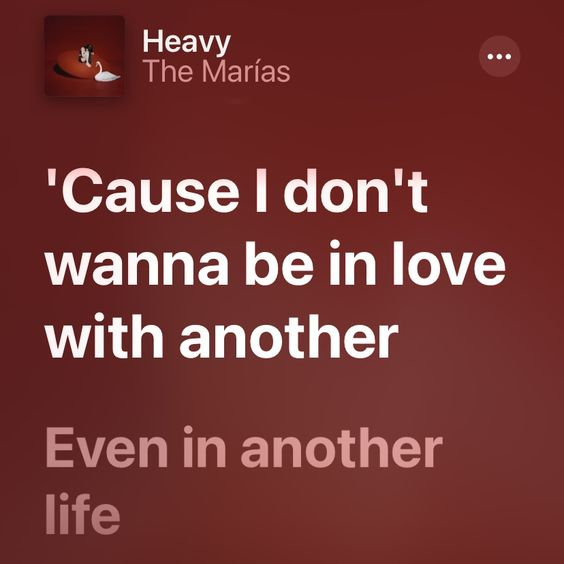 Heavy
The Marías
'Cause I don't
wanna be in love
with another
Even in another
life